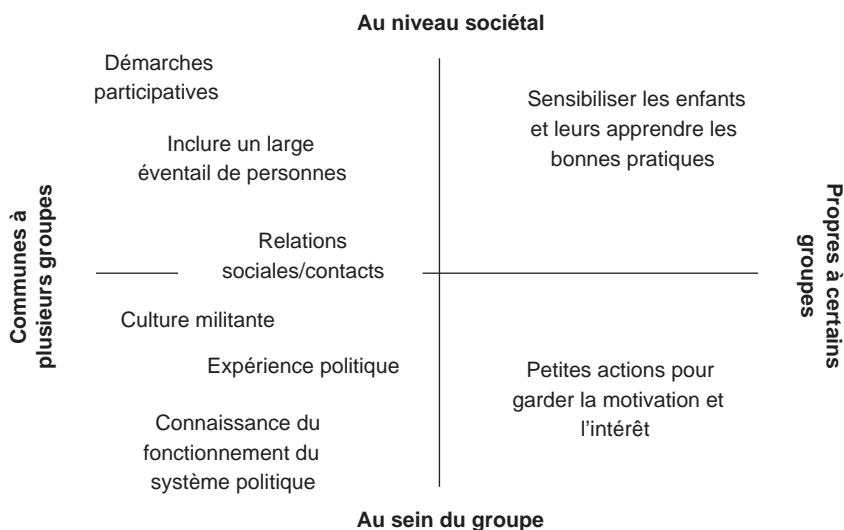 Au niveau sociétal
Démarches
participatives
Inclure un large
éventail de personnes
Sensibiliser les enfants
et leurs apprendre les
bonnes pratiques
Communes à
plusieurs groupes
Relations
sociales/contacts
Propres à certains
groupes
Culture militante
Expérience politique
Connaissance du
fonctionnement du
système politique
Petites actions pour
garder la motivation et
l’intérêt
Au sein du groupe